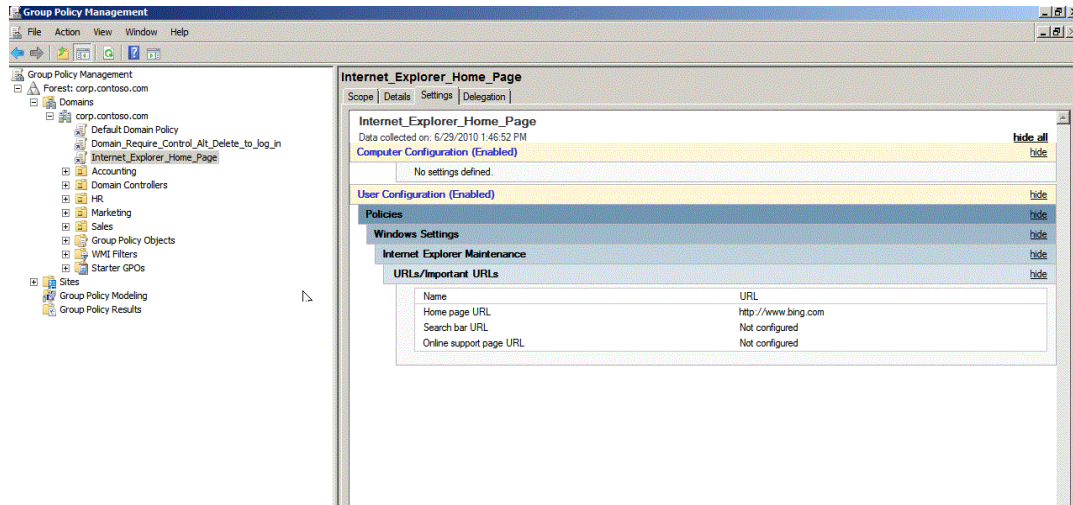 Group Policy Management
File Action View Window Help
Group Policy Management
Forest: corp.contoso.com
Domains
corp.contoso.com
Default Domain Policy
Domain_Require_Control_Alt_Delete_to_log_in
Internet_Explorer_Home_Page
Accounting
Domain Controllers
HR
Marketing
Sales
Group Policy Objects
WMI Filters
Starter GPOs
Sites
Group Policy Modeling
Group Policy Results
Internet_Explorer_Home_Page
Scope Details Settings Delegation
Internet_Explorer_Home_Page
Data collected on: 6/29/2010 1:46:52 PM hide all
Computer Configuration (Enabled) hide
No settings defined.
User Configuration (Enabled) hide
Policies hide
Windows Settings hide
Internet Explorer Maintenance hide
URLs/Important URLs hide
Name URL
Home page URL http://www.bing.com
Search bar URL Not configured
Online support page URL Not configured